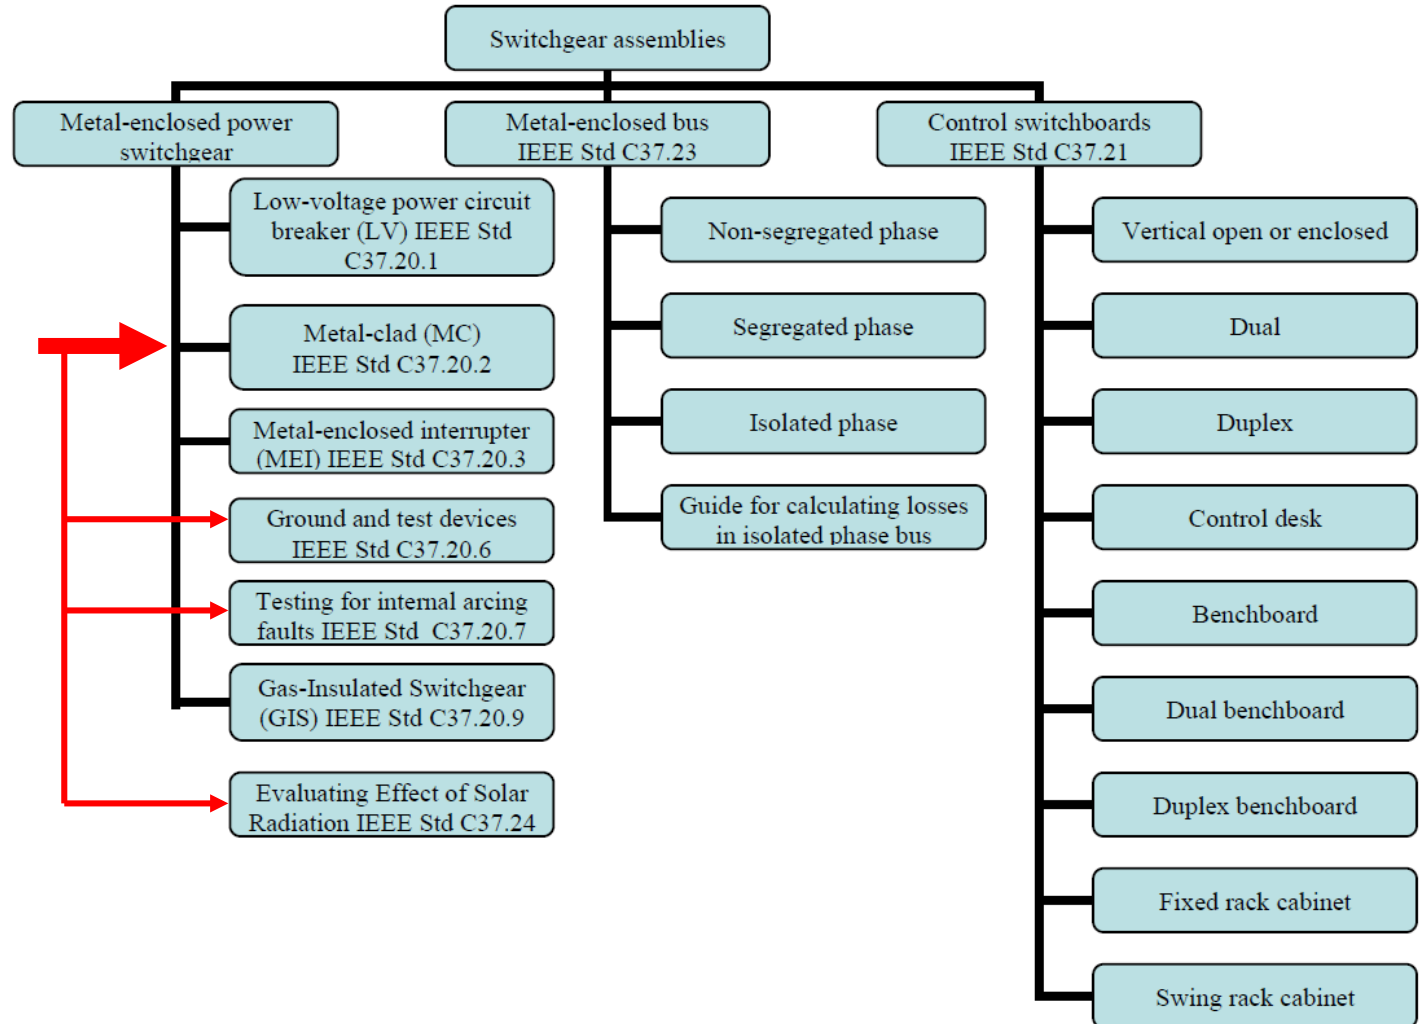 Switchgear assemblies
Metal-enclosed power
switchgear
Metal-enclosed bus
IEEE Std C37.23
Control switchboards
IEEE Std C37.21
Low-voltage power circuit
breaker (LV) IEEE Std
C37.20.1
Metal-clad (MC)
IEEE Std C37.20.2
Metal-enclosed interrupter
(MEI) IEEE Std C37.20.3
Ground and test devices
IEEE Std C37.20.6
Testing for internal arcing
faults IEEE Std C37.20.7
Gas-Insulated Switchgear
(GIS) IEEE Std C37.20.9
Evaluating Effect of Solar
Radiation IEEE Std C37.24
Non-segregated phase
Segregated phase
Isolated phase
Guide for calculating losses
in isolated phase bus
Vertical open or enclosed
Dual
Duplex
Control desk
Benchboard
Dual benchboard
Duplex benchboard
Fixed rack cabinet
Swing rack cabinet